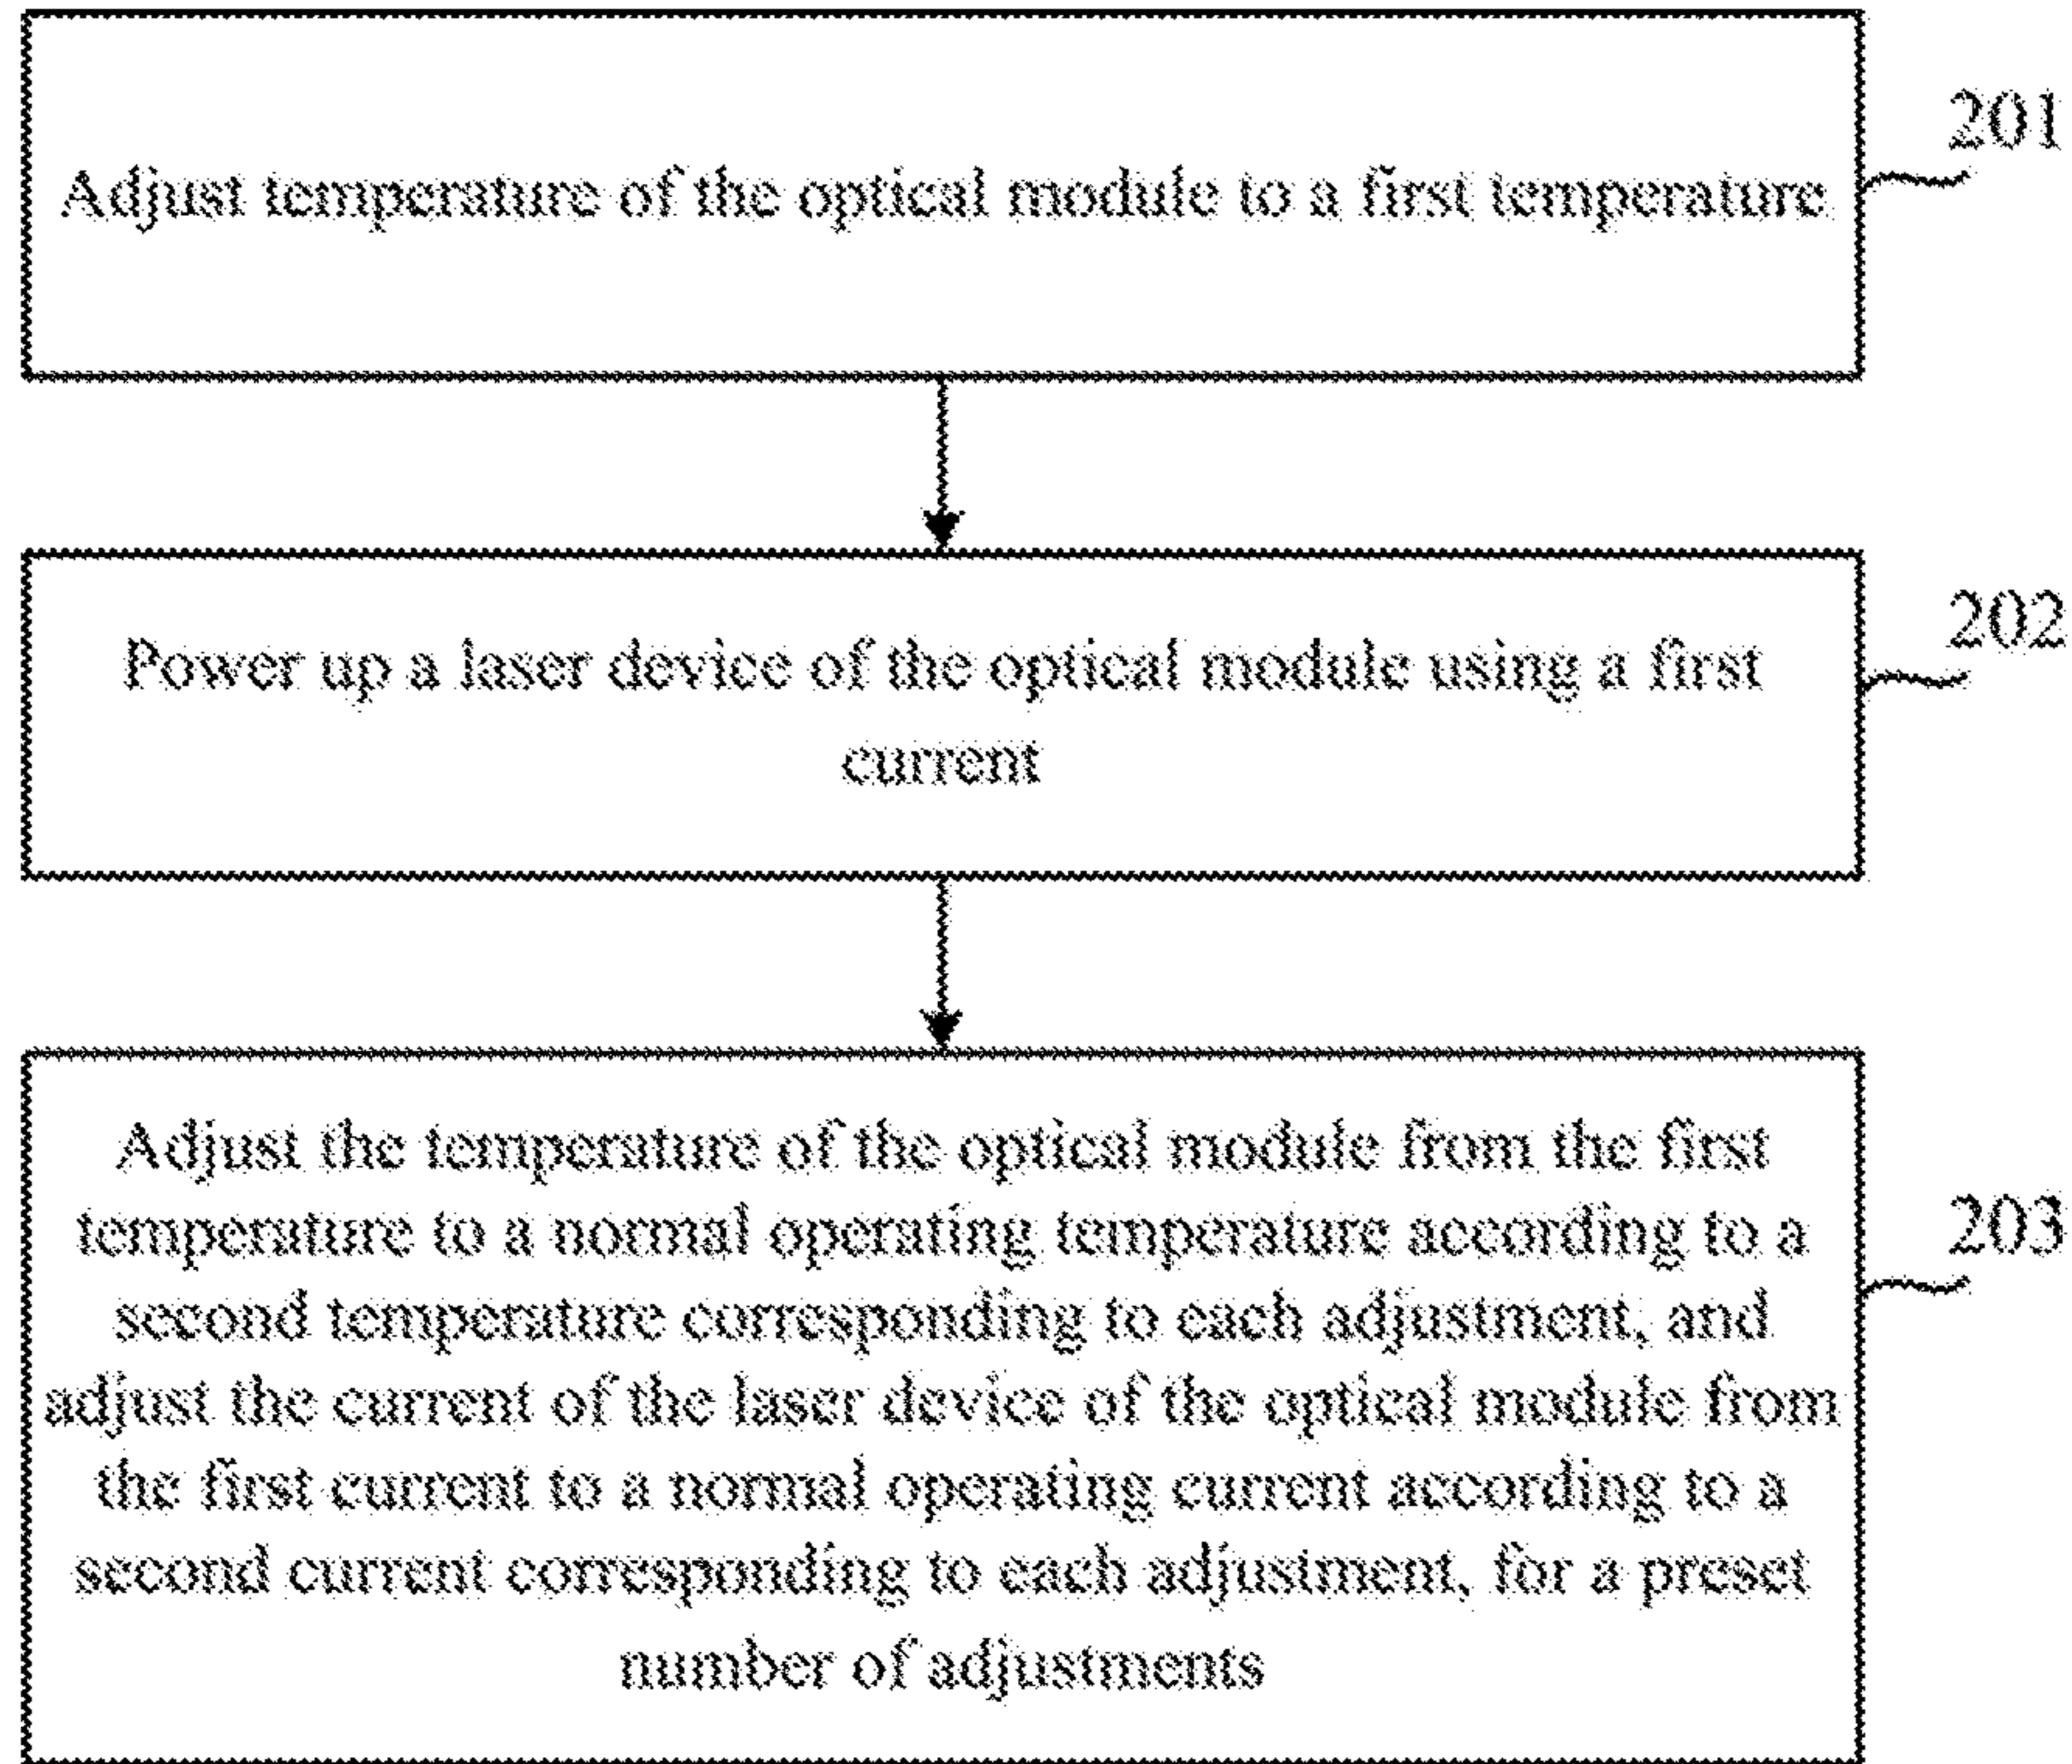 Adjust temperature of the optical module to a first temperature
201
Power up a laser device of the optical module using a first
current
202
Adjust the temperature of the optical module from the first
temperature to a normal operating temperature according to a
second temperature corresponding to each adjustment, and
adjust the current of the laser device of the optical module from
the first current to a normal operating current according to a
second current corresponding to each adjustment, for a preset
number of adjustments
203